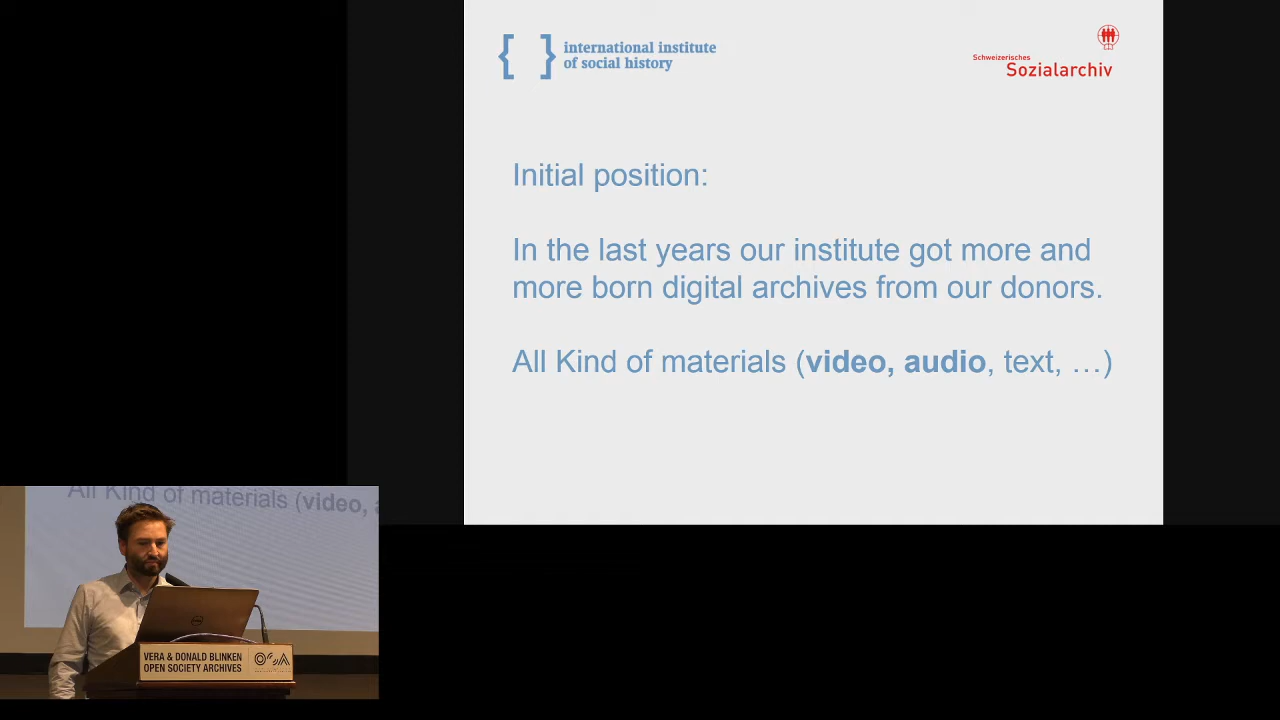 international institute
of social history
Schweizerisches
Sozialarchiv
Initial position:
In the last years our institute got more and
more born digital archives from our donors.
All Kind of materials (video, audio, text, …)
All Kind of materials (video, a
VERA & DONALD BLINKEN
OPEN SOCIETY ARCHIVES
OSA